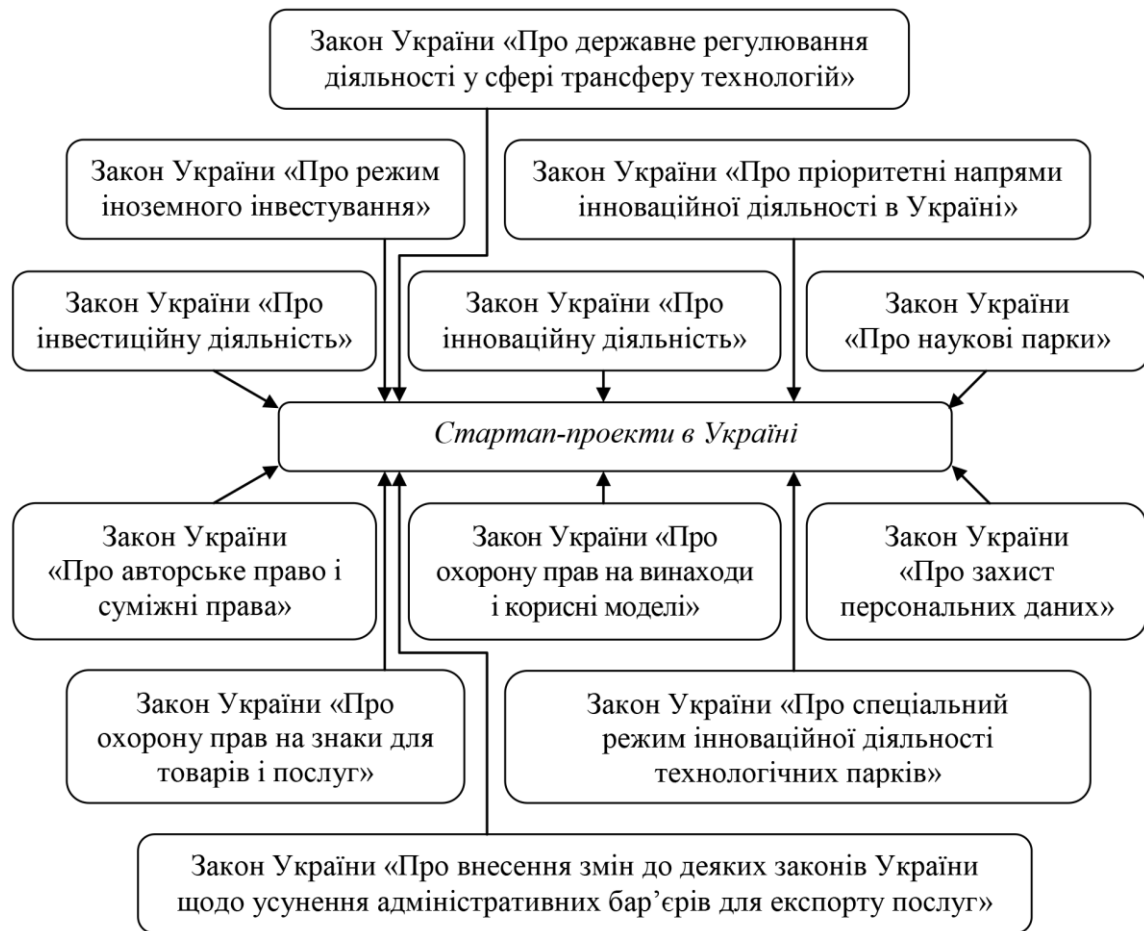 Закон України «Про державне регулювання
діяльності у сфері трансферу технологій»
Закон України «Про режим
іноземного інвестування»
Закон України «Про пріоритетні напрями
інноваційної діяльності в Україні»
Закон України «Про
інвестиційну діяльність»
Закон України «Про
інноваційну діяльність»
Закон України
«Про наукові парки»
Стартап-проекти в Україні
Закон України
«Про авторське право і
суміжні права»
Закон України «Про
охорону прав на винаходи
і корисні моделі»
Закон України
«Про захист
персональних даних»
Закон України «Про
охорону прав на знаки для
товарів і послуг»
Закон України «Про спеціальний
режим інноваційної діяльності
технологічних парків»
Закон України «Про внесення змін до деяких законів України
щодо усунення адміністративних бар’єрів для експорту послуг»